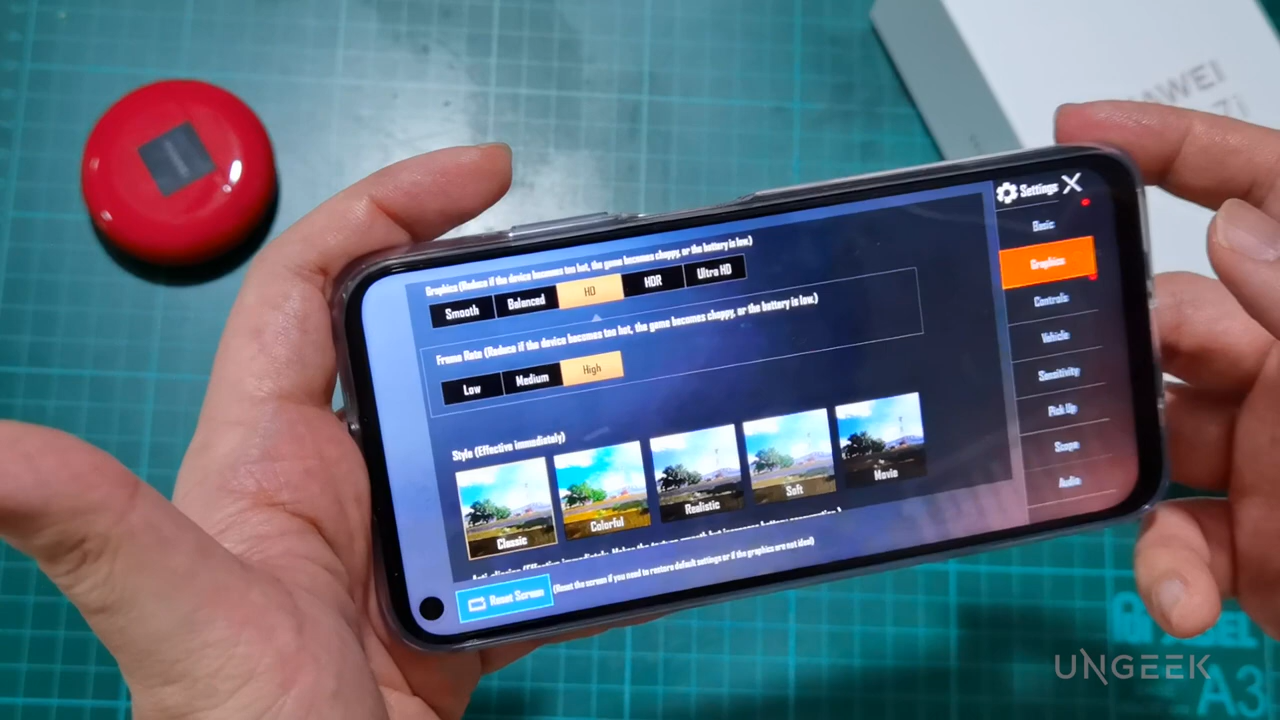 HUAWEI
7i
Settings
X
Basic
Graphics
Controls
Vehicle
Sensitivity
Pick Up
Scope
Audio
Graphics (Reduce if the device becomes too hot, the game becomes choppy, or the battery is low.)
Smooth Balanced HD HDR Ultra HD
Frame Rate (Reduce if the device becomes too hot, the game becomes choppy, or the battery is low.)
Low Medium High
Style (Effective immediately)
Classic Colorful Realistic Soft Movie
Reset Screen (Reset the screen if you need to restore default settings or if the graphics are not ideal)
UNGEEK
A3